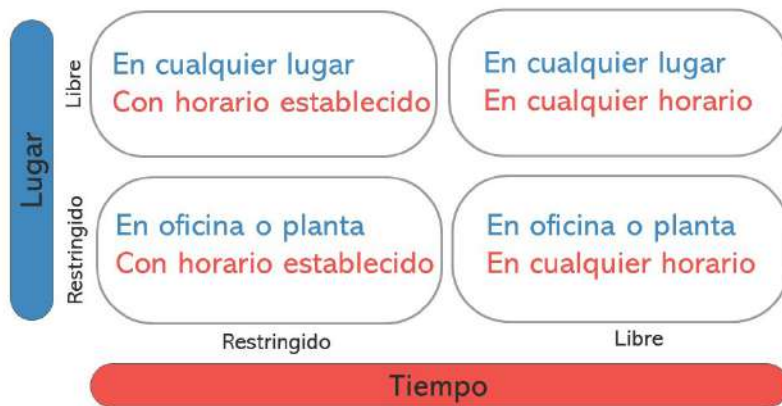 Lugar
Libre
En cualquier lugar
Con horario establecido
En cualquier lugar
En cualquier horario
Restringido
En oficina o planta
Con horario establecido
En oficina o planta
En cualquier horario
Restringido
Libre
Tiempo